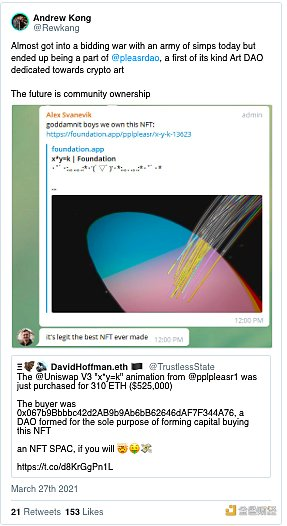 Andrew Køng
@Rewkang
Almost got into a bidding war with an army of simps today but
ended up being a part of @pleasrdao, a first of its kind Art DAO
dedicated towards crypto art
The future is community ownership
Alex Svanevik admin
goddamnit boys we own this NFT:
https://foundation.app/pplpleasr/x-y-k-13623
foundation.app
x*y=k | Foundation
...
12:00 PM
it's legit the best NFT ever made 12:00 PM
DavidHoffman.eth 🏴 @TrustlessState
The @Uniswap V3 "x*y=k" animation from @pplpleasr1 was
just purchased for 310 ETH ($525,000)
The buyer was
0x067b9Bbbbc42d2AB9b9Ab6bB62646dAF7F344A76, a
DAO formed for the sole purpose of forming capital buying
this NFT
an NFT SPAC, if you will 🤯🤑💸
https://t.co/d8KrGgPn1L
March 27th 2021
21 Retweets 153 Likes
金色财经